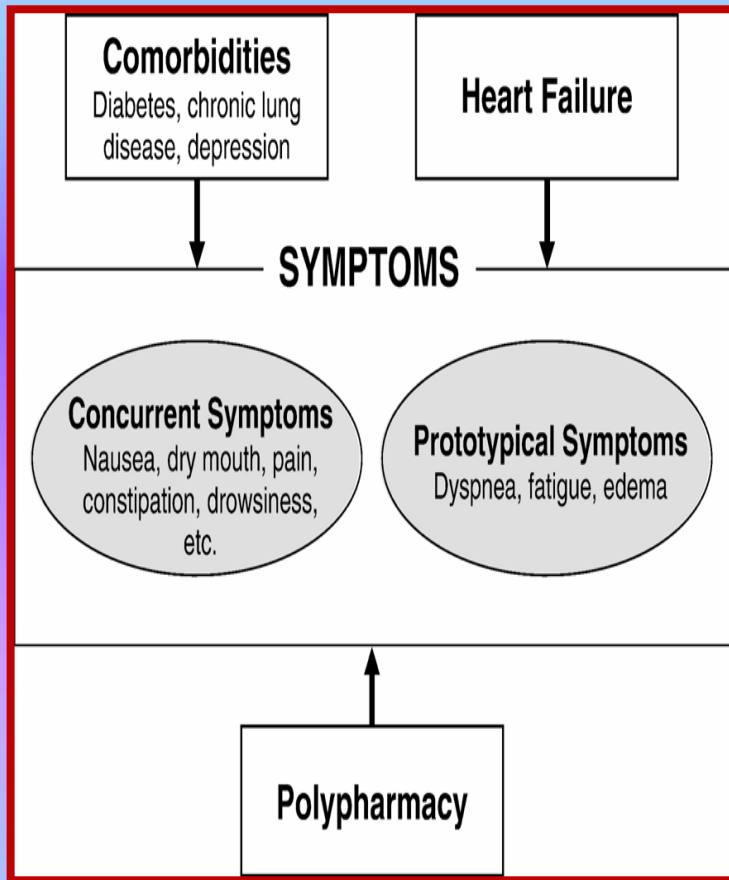 Comorbidities
Diabetes, chronic lung
disease, depression
Heart Failure
SYMPTOMS
Concurrent Symptoms
Nausea, dry mouth, pain,
constipation, drowsiness,
etc.
Prototypical Symptoms
Dyspnea, fatigue, edema
Polypharmacy